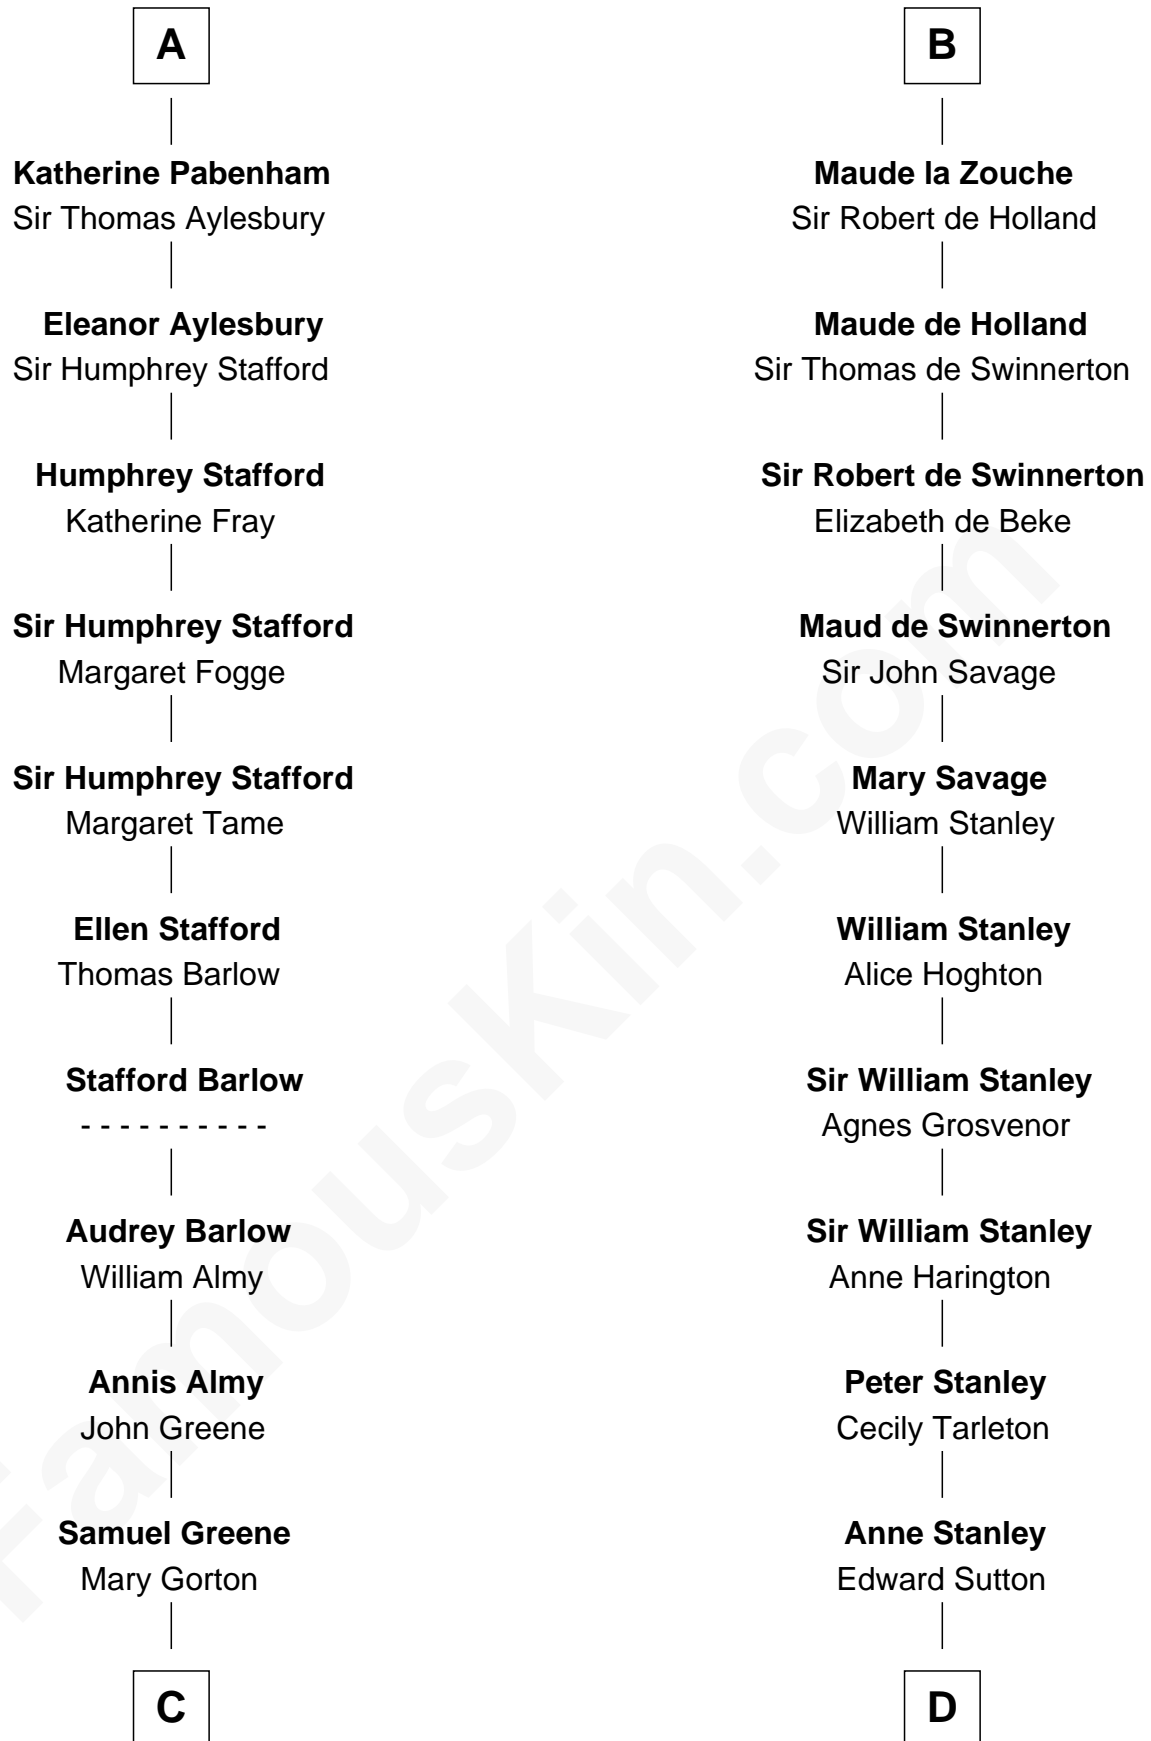 A
Katherine Pabenham
Sir Thomas Aylesbury
Eleanor Aylesbury
Sir Humphrey Stafford
Humphrey Stafford
Katherine Fray
Sir Humphrey Stafford
Margaret Fogge
Sir Humphrey Stafford
Margaret Tame
Ellen Stafford
Thomas Barlow
Stafford Barlow
- - - - - - - - - -
Audrey Barlow
William Almy
Annis Almy
John Greene
Samuel Greene
Mary Gorton
C
B
Maude la Zouche
Sir Robert de Holland
Maude de Holland
Sir Thomas de Swinnerton
Sir Robert de Swinnerton
Elizabeth de Beke
Maud de Swinnerton
Sir John Savage
Mary Savage
William Stanley
William Stanley
Alice Hoghton
Sir William Stanley
Agnes Grosvenor
Sir William Stanley
Anne Harington
Peter Stanley
Cecily Tarleton
Anne Stanley
Edward Sutton
D
FamousKin.com